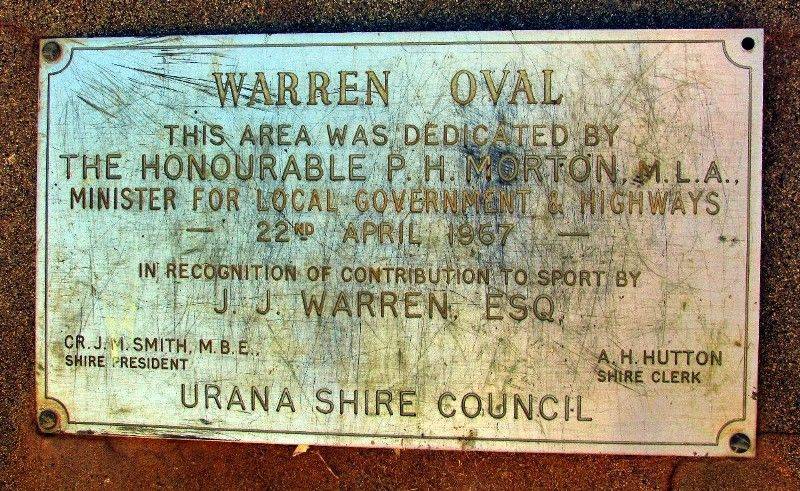 WARREN OVAL
THIS AREA WAS DEDICATED BY
THE HONOURABLE P. H. MORTON, M.L.A.,
MINISTER FOR LOCAL GOVERNMENT & HIGHWAYS
— 22ND APRIL 1967 —
IN RECOGNITION OF CONTRIBUTION TO SPORT BY
J. J. WARREN, ESQ.
CR. J. M. SMITH, M.B.E.,
SHIRE PRESIDENT
A. H. HUTTON
SHIRE CLERK
URANA SHIRE COUNCIL